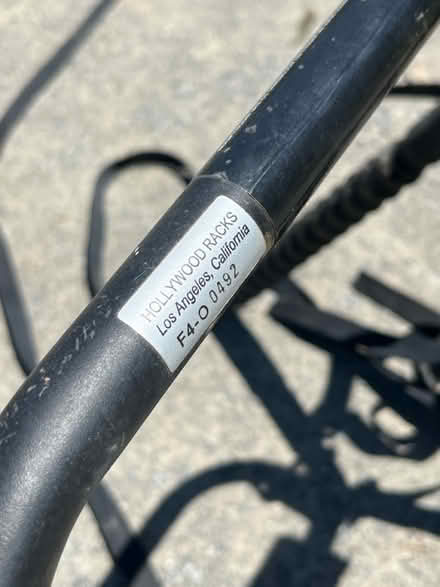 HOLLYWOOD RACKS
Los Angeles, California
F4-O 0492